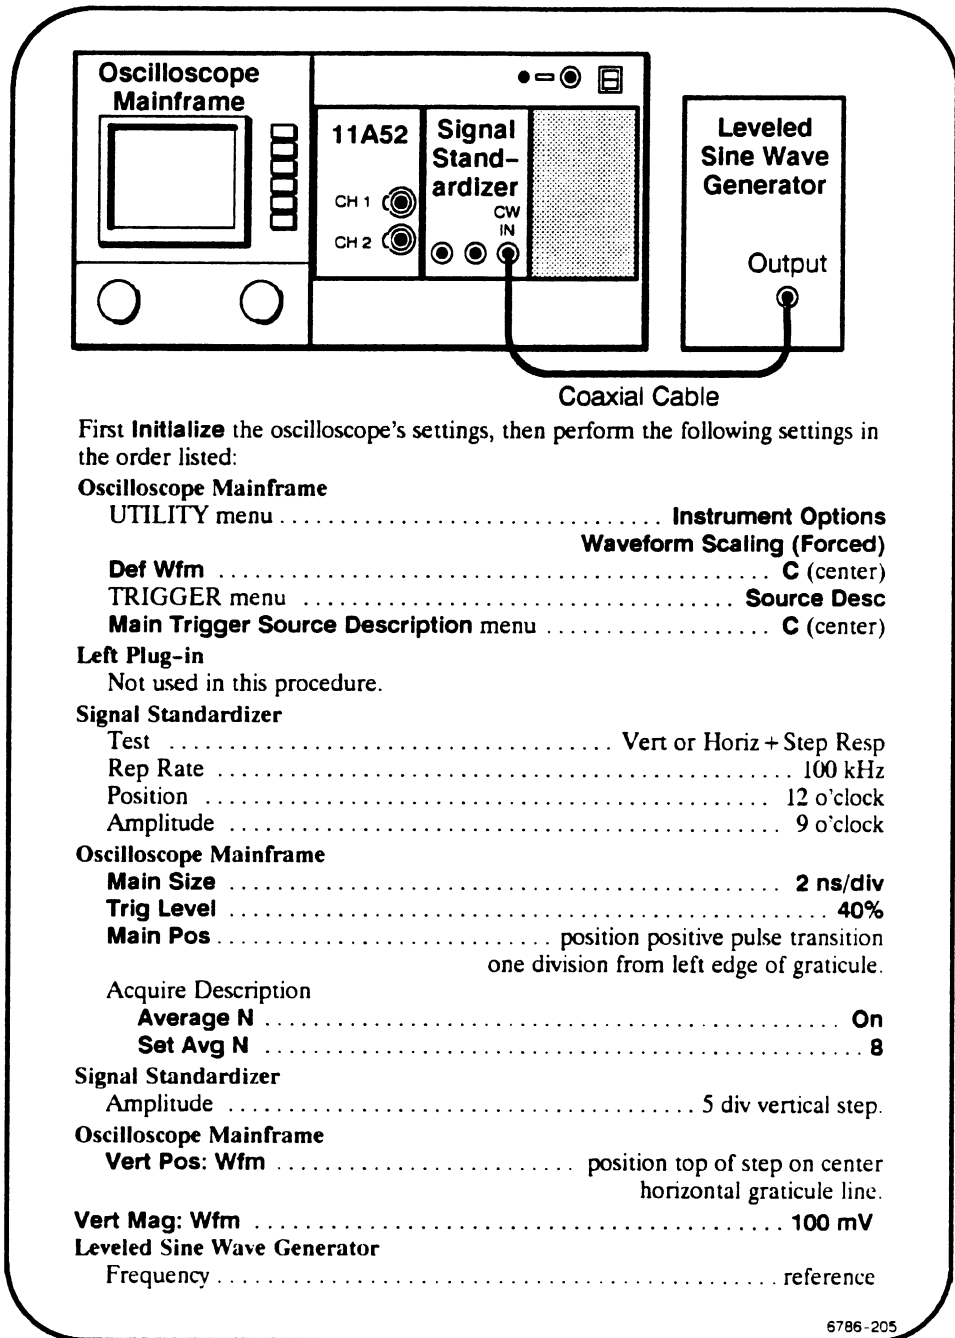 Oscilloscope
Mainframe
11A52
CH 1
CH 2
Signal
Stand-
ardizer
CW
IN
Leveled
Sine Wave
Generator
Output
Coaxial Cable
First Initialize the oscilloscope's settings, then perform the following settings in
the order listed:
Oscilloscope Mainframe
UTILITY menu . . . . . . . . . . . . . . . . . . . . Instrument Options
Waveform Scaling (Forced)
Def Wfm . . . . . . . . . . . . . . . . . . . . C (center)
TRIGGER menu . . . . . . . . . . . . . . . . . . . . Source Desc
Main Trigger Source Description menu . . . . . . . . . . . . . . . . . . . . C (center)
Left Plug-in
Not used in this procedure.
Signal Standardizer
Test . . . . . . . . . . . . . . . . . . . . Vert or Horiz + Step Resp
Rep Rate . . . . . . . . . . . . . . . . . . . . 100 kHz
Position . . . . . . . . . . . . . . . . . . . . 12 o'clock
Amplitude . . . . . . . . . . . . . . . . . . . . 9 o'clock
Oscilloscope Mainframe
Main Size . . . . . . . . . . . . . . . . . . . . 2 ns/div
Trig Level . . . . . . . . . . . . . . . . . . . . 40%
Main Pos . . . . . . . . . . . . . . . . . . . . position positive pulse transition
one division from left edge of graticule.
Acquire Description
Average N . . . . . . . . . . . . . . . . . . . . On
Set Avg N . . . . . . . . . . . . . . . . . . . . 8
Signal Standardizer
Amplitude . . . . . . . . . . . . . . . . . . . . 5 div vertical step.
Oscilloscope Mainframe
Vert Pos: Wfm . . . . . . . . . . . . . . . . . . . . position top of step on center
horizontal graticule line.
Vert Mag: Wfm . . . . . . . . . . . . . . . . . . . . 100 mV
Leveled Sine Wave Generator
Frequency . . . . . . . . . . . . . . . . . . . . reference
6786-205